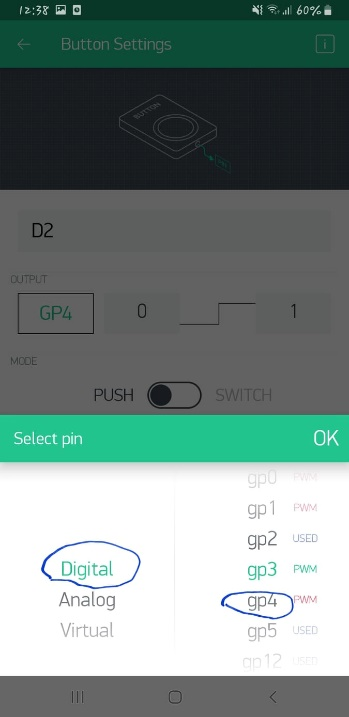 12:38 60%
Button Settings i
BUTTON
D2
OUTPUT
GP4 0 1
MODE
PUSH SWITCH
Select pin OK
gp0 PWM
gp1 PWM
gp2 USED
Digital gp3 PWM
Analog gp4 PWM
Virtual gp5 USED
gp12 USED